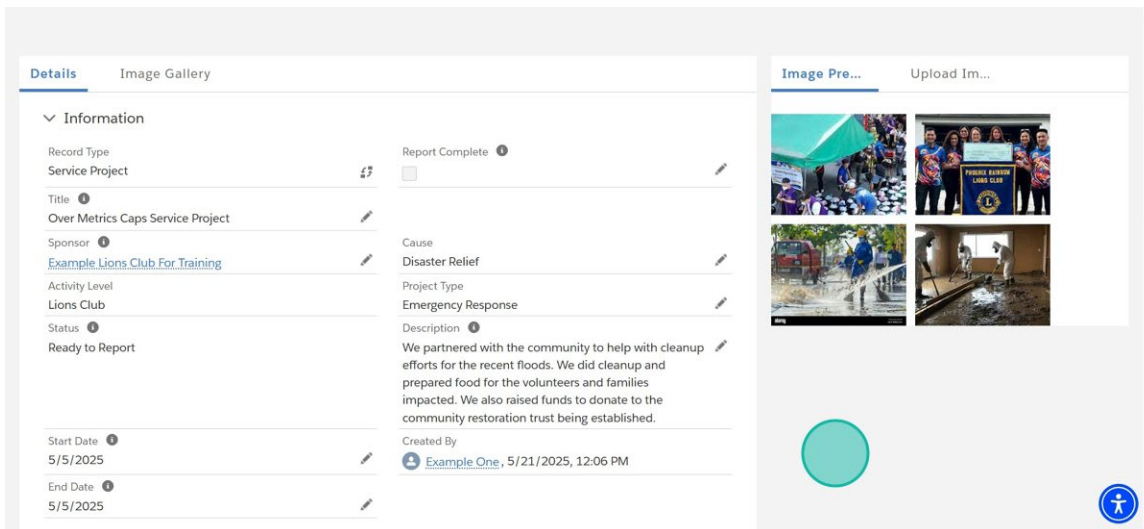 Details
Image Gallery
Image Pre...
Upload Im...
Information
Record Type
Service Project
Report Complete
Title
Over Metrics Caps Service Project
Sponsor
Example Lions Club For Training
Cause
Disaster Relief
Activity Level
Lions Club
Project Type
Emergency Response
Status
Ready to Report
Description
We partnered with the community to help with cleanup
efforts for the recent floods. We did cleanup and
prepared food for the volunteers and families
impacted. We also raised funds to donate to the
community restoration trust being established.
Start Date
5/5/2025
Created By
Example One, 5/21/2025, 12:06 PM
End Date
5/5/2025
PHOENIX RAINBOW
LIONS CLUB
L
alamy